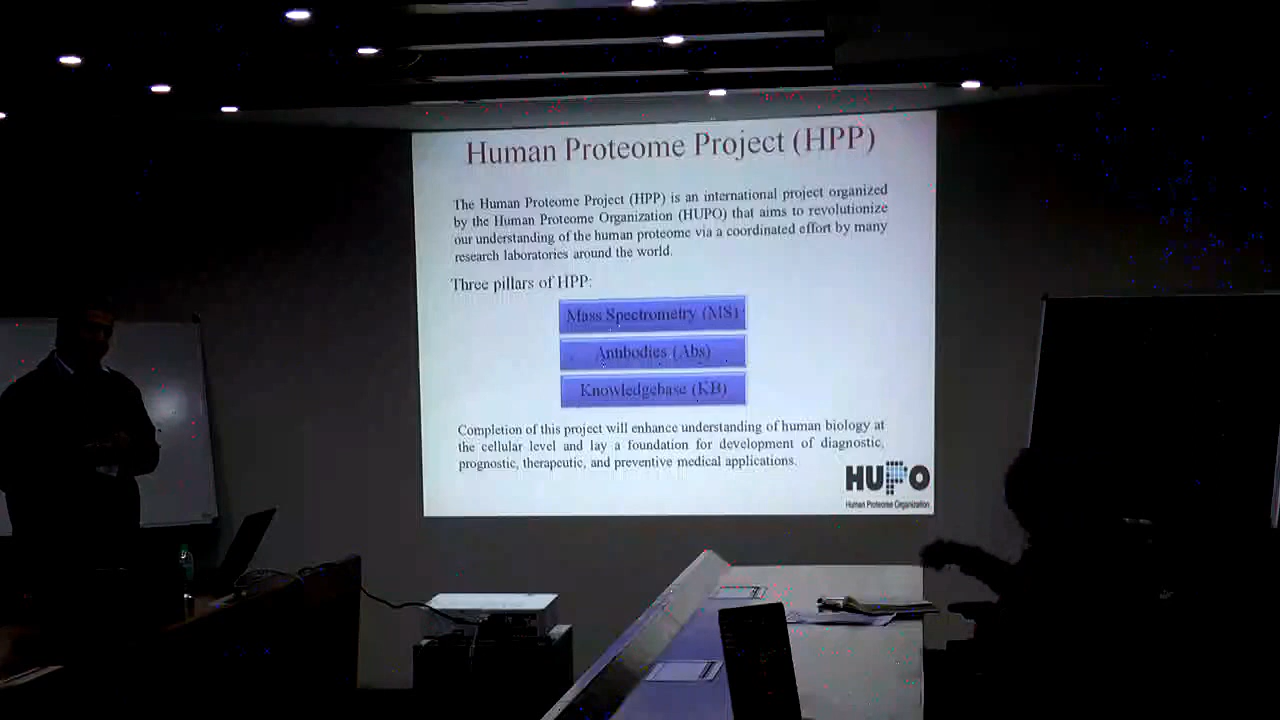 Human Proteome Project (HPP)
The Human Proteome Project (HPP) is an international project organized
by the Human Proteome Organization (HUPO) that aims to revolutionize
our understanding of the human proteome via a coordinated effort by many
research laboratories around the world.
Three pillars of HPP:
Mass Spectrometry (MS)
Antibodies (Abs)
Knowledgebase (KB)
Completion of this project will enhance understanding of human biology at
the cellular level and lay a foundation for development of diagnostic,
prognostic, therapeutic, and preventive medical applications.
HUPO
Human Proteome Organization